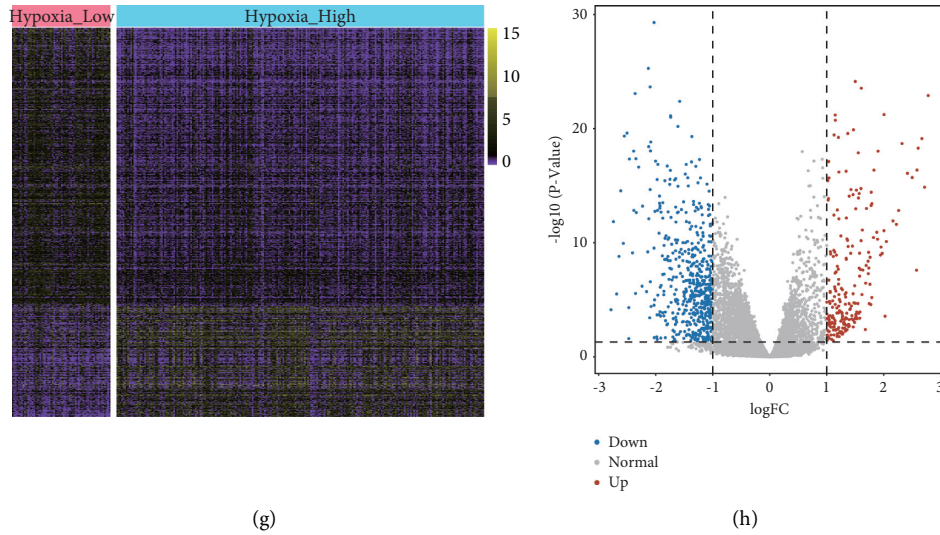 Hypoxia_Low Hypoxia_High
15
10
5
0
(g)
30
20
10
0
-3 -2 -1 0 1 2 3
-log10 (P-Value)
logFC
Down
Normal
Up
(h)